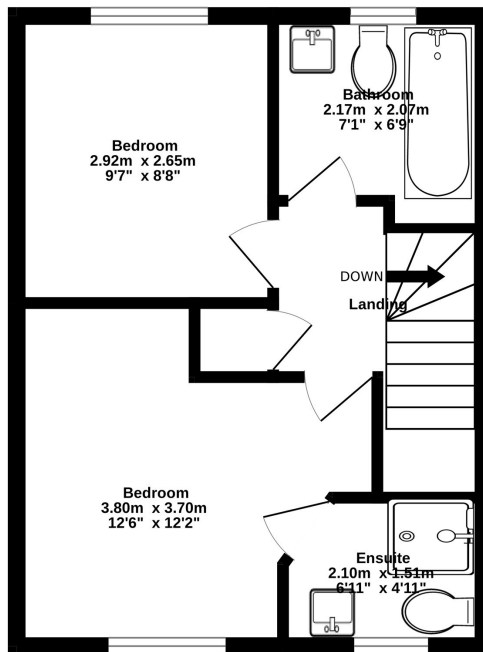 Bathroom
2.17m x 2.07m
7'1" x 6'9"
Bedroom
2.92m x 2.65m
9'7" x 8'8"
DOWN
Landing
Bedroom
3.80m x 3.70m
12'6" x 12'2"
Ensuite
2.10m x 1.51m
6'11" x 4'11"